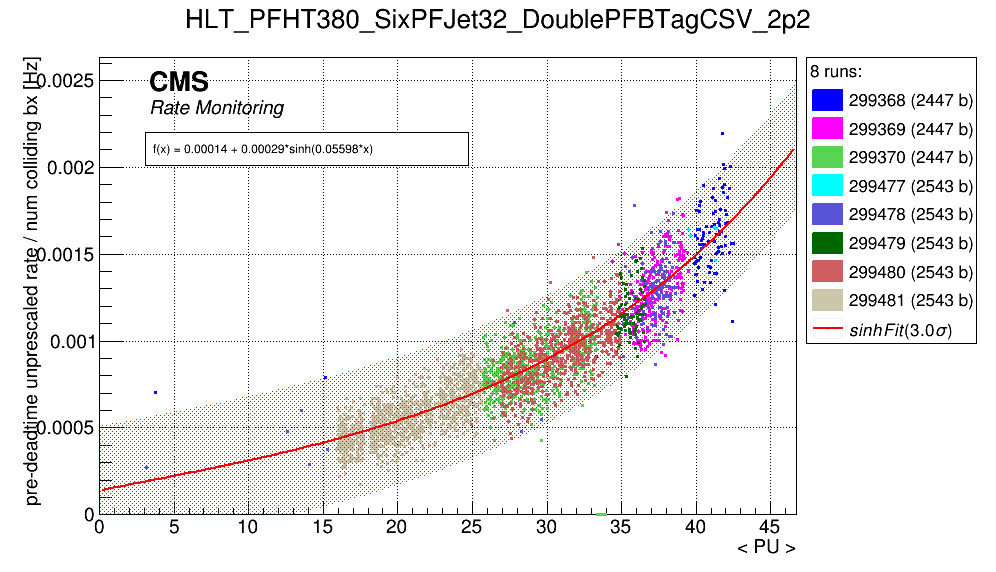 HLT_PFHT380_SixPFJet32_DoublePFBTagCSV_2p2
pre-deadtime unprescaled rate / num colliding bx [Hz]
CMS
Rate Monitoring
f(x) = 0.00014 + 0.00029*sinh(0.05598*x)
0.0025
0.002
0.0015
0.001
0.0005
0
0 5 10 15 20 25 30 35 40 45
< PU >
8 runs:
299368 (2447 b)
299369 (2447 b)
299370 (2447 b)
299477 (2543 b)
299478 (2543 b)
299479 (2543 b)
299480 (2543 b)
299481 (2543 b)
sinhFit(3.0σ)